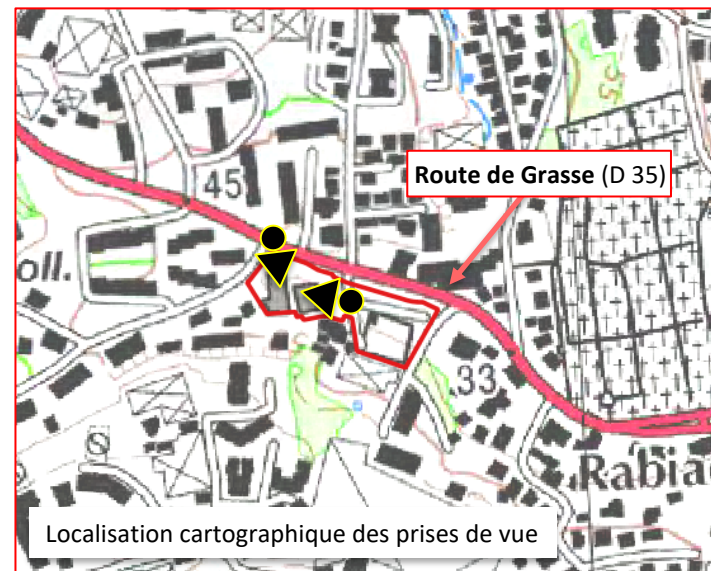 45
Route de Grasse (D 35)
oll.
33
Rabia
Localisation cartographique des prises de vue